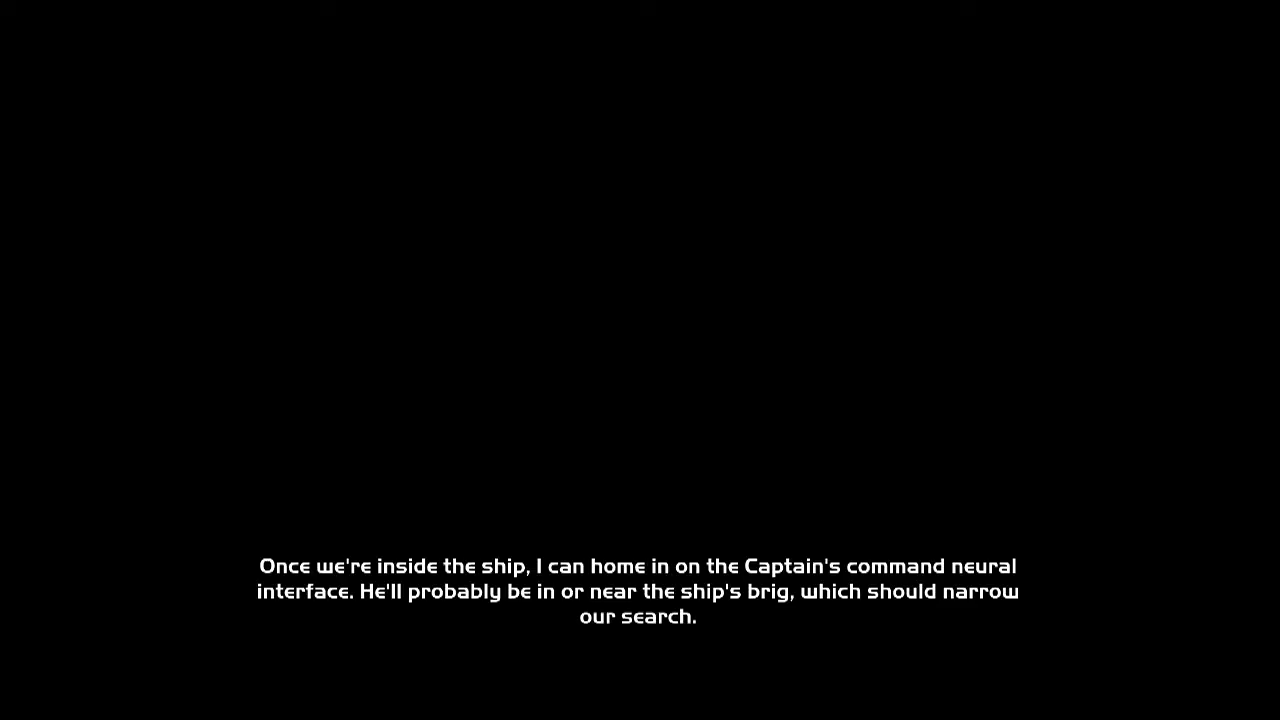 Once we're inside the ship, I can home in on the Captain's command neural
interface. He'll probably be in or near the ship's brig, which should narrow
our search.